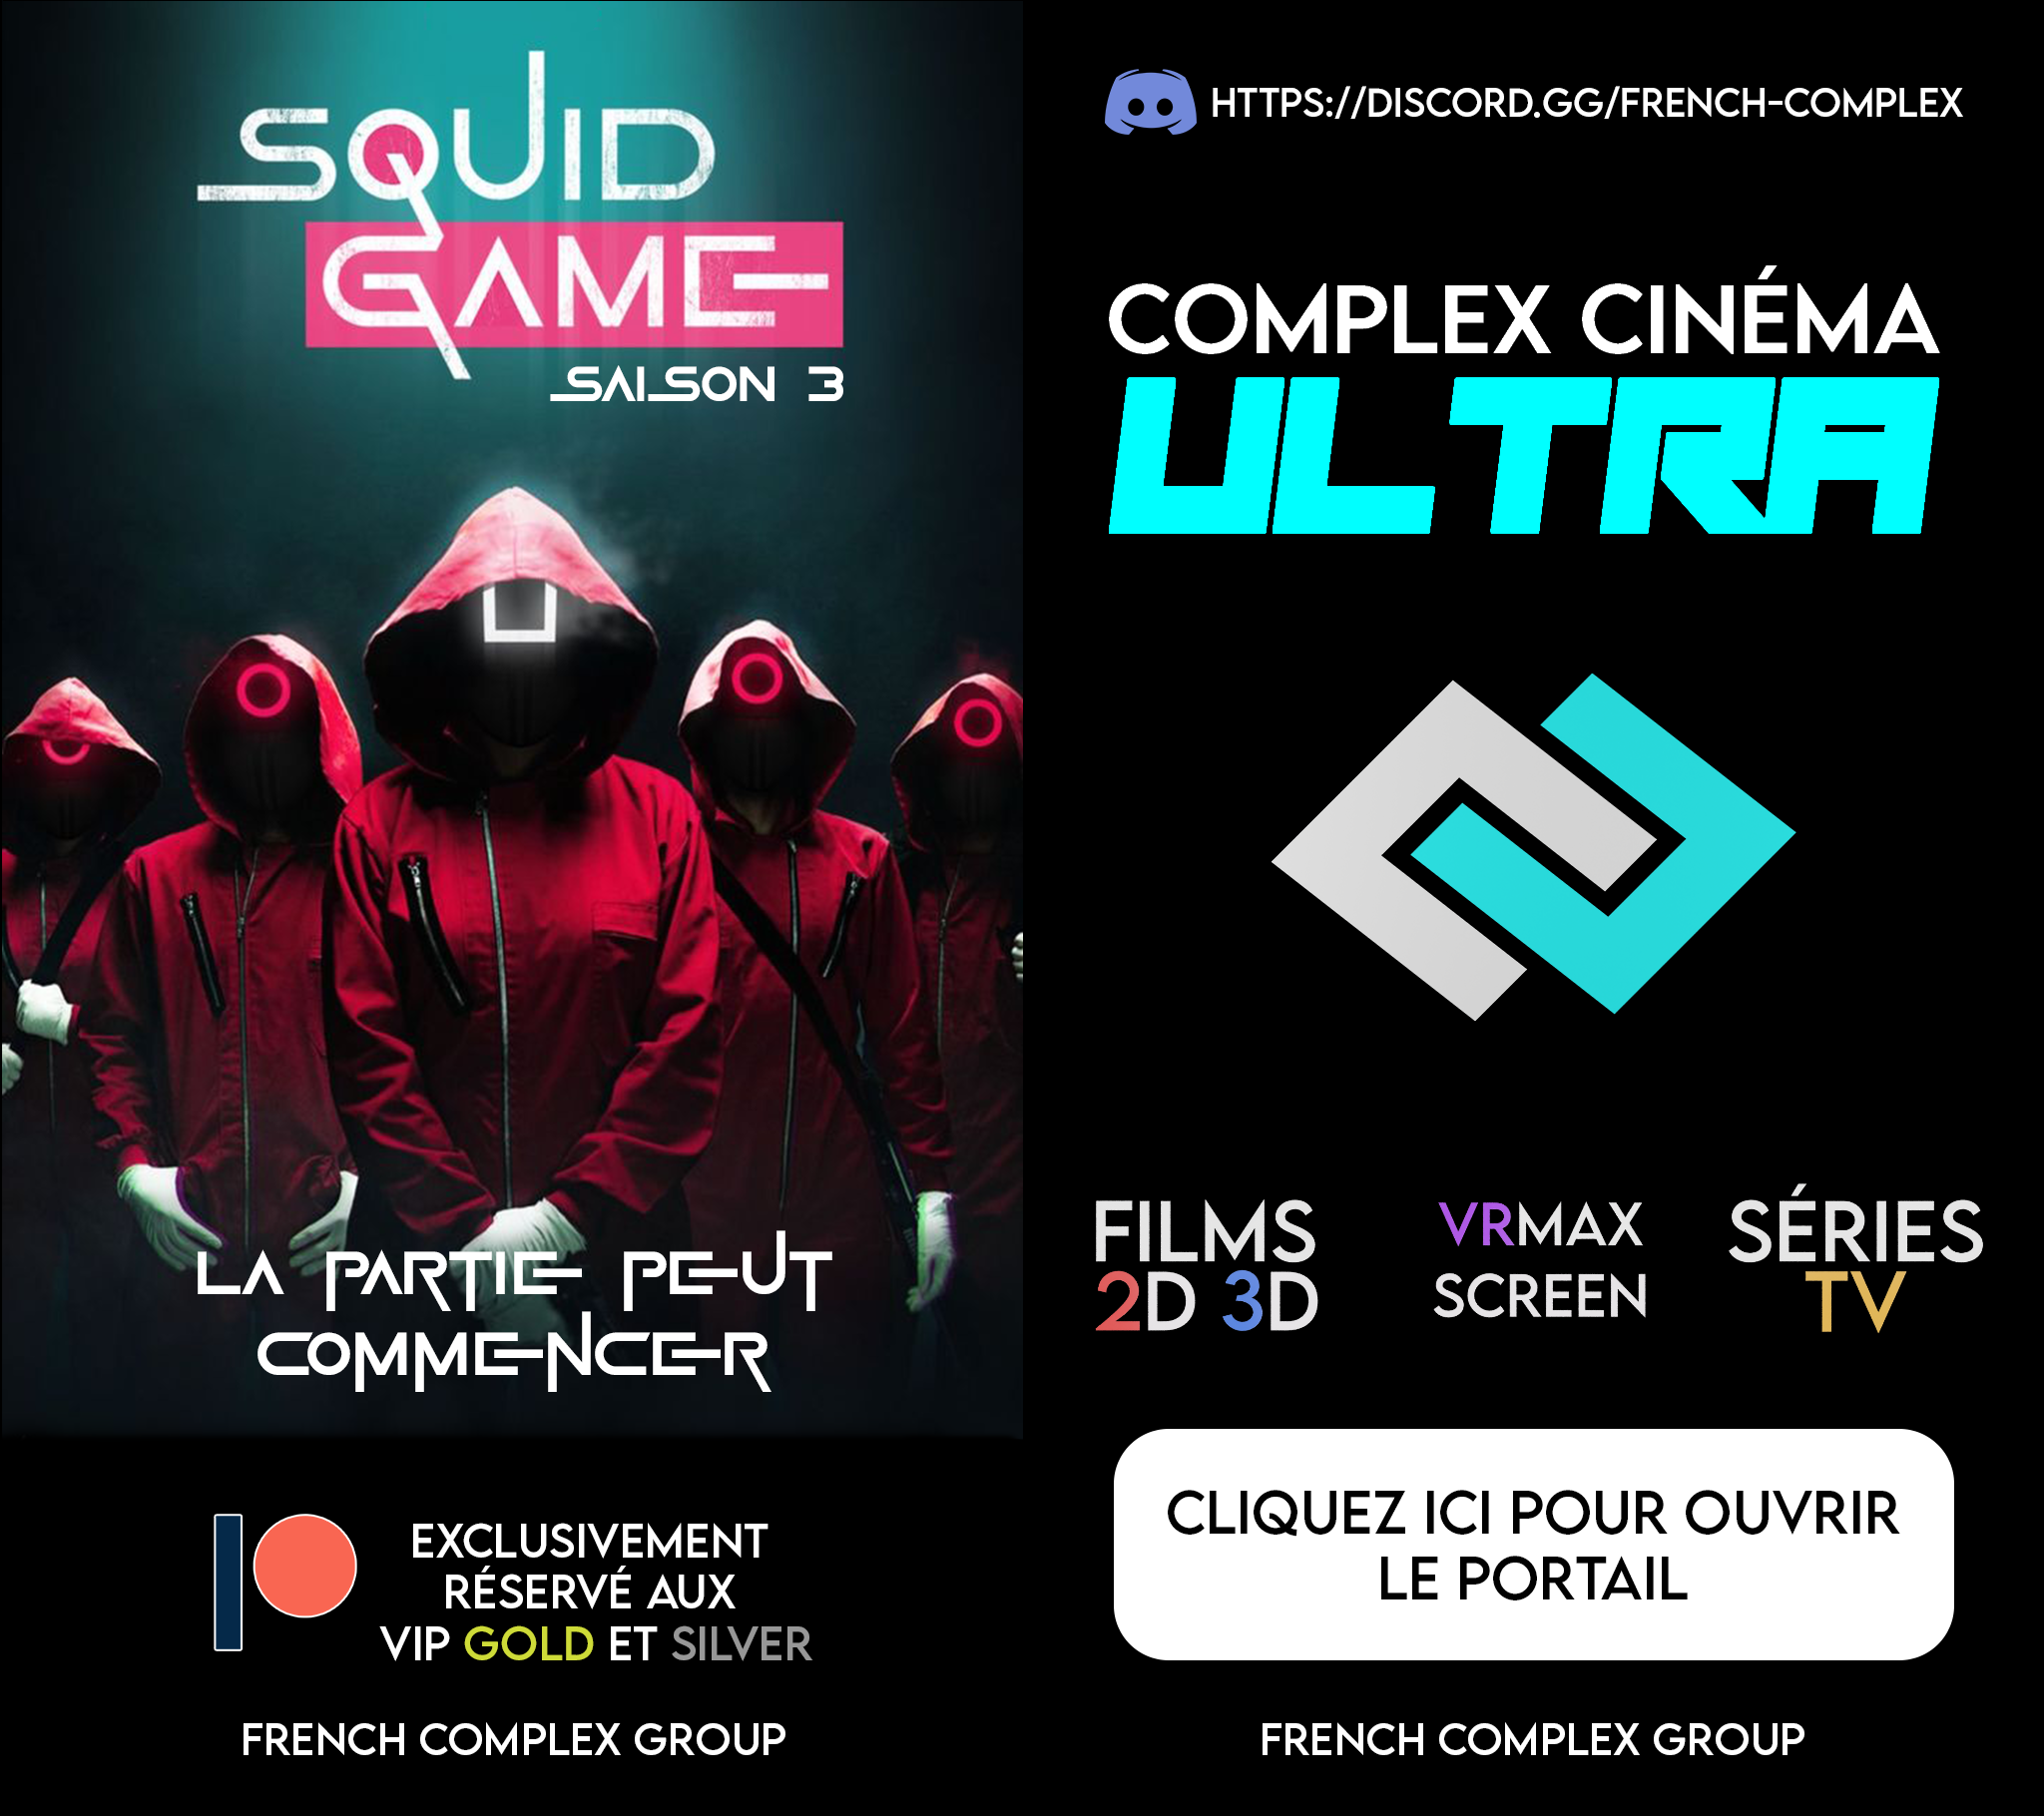 SQUID
GAME
SAISON 3
LA PARTIE PEUT
COMMENCER
EXCLUSIVEMENT
RÉSERVÉ AUX
VIP GOLD ET SILVER
FRENCH COMPLEX GROUP
HTTPS://DISCORD.GG/FRENCH-COMPLEX
COMPLEX CINÉMA
ULTRA
FILMS
2D 3D
VRMAX
SCREEN
SÉRIES
TV
CLIQUEZ ICI POUR OUVRIR
LE PORTAIL
FRENCH COMPLEX GROUP